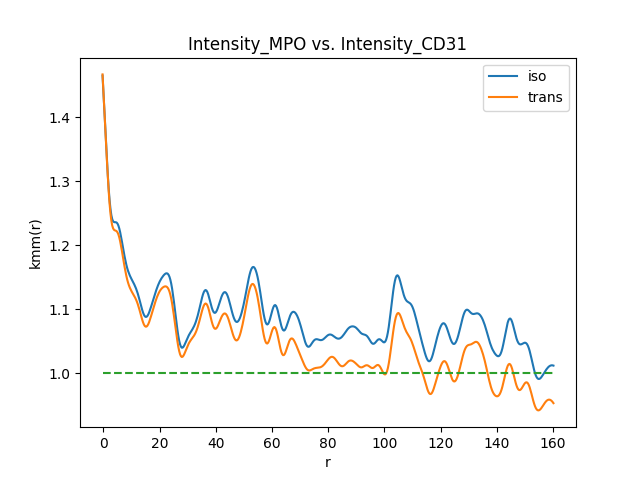 Intensity_MPO vs. Intensity_CD31
iso
trans
kmm(r)
1.4
1.3
1.2
1.1
1.0
0 20 40 60 80 100 120 140 160
r